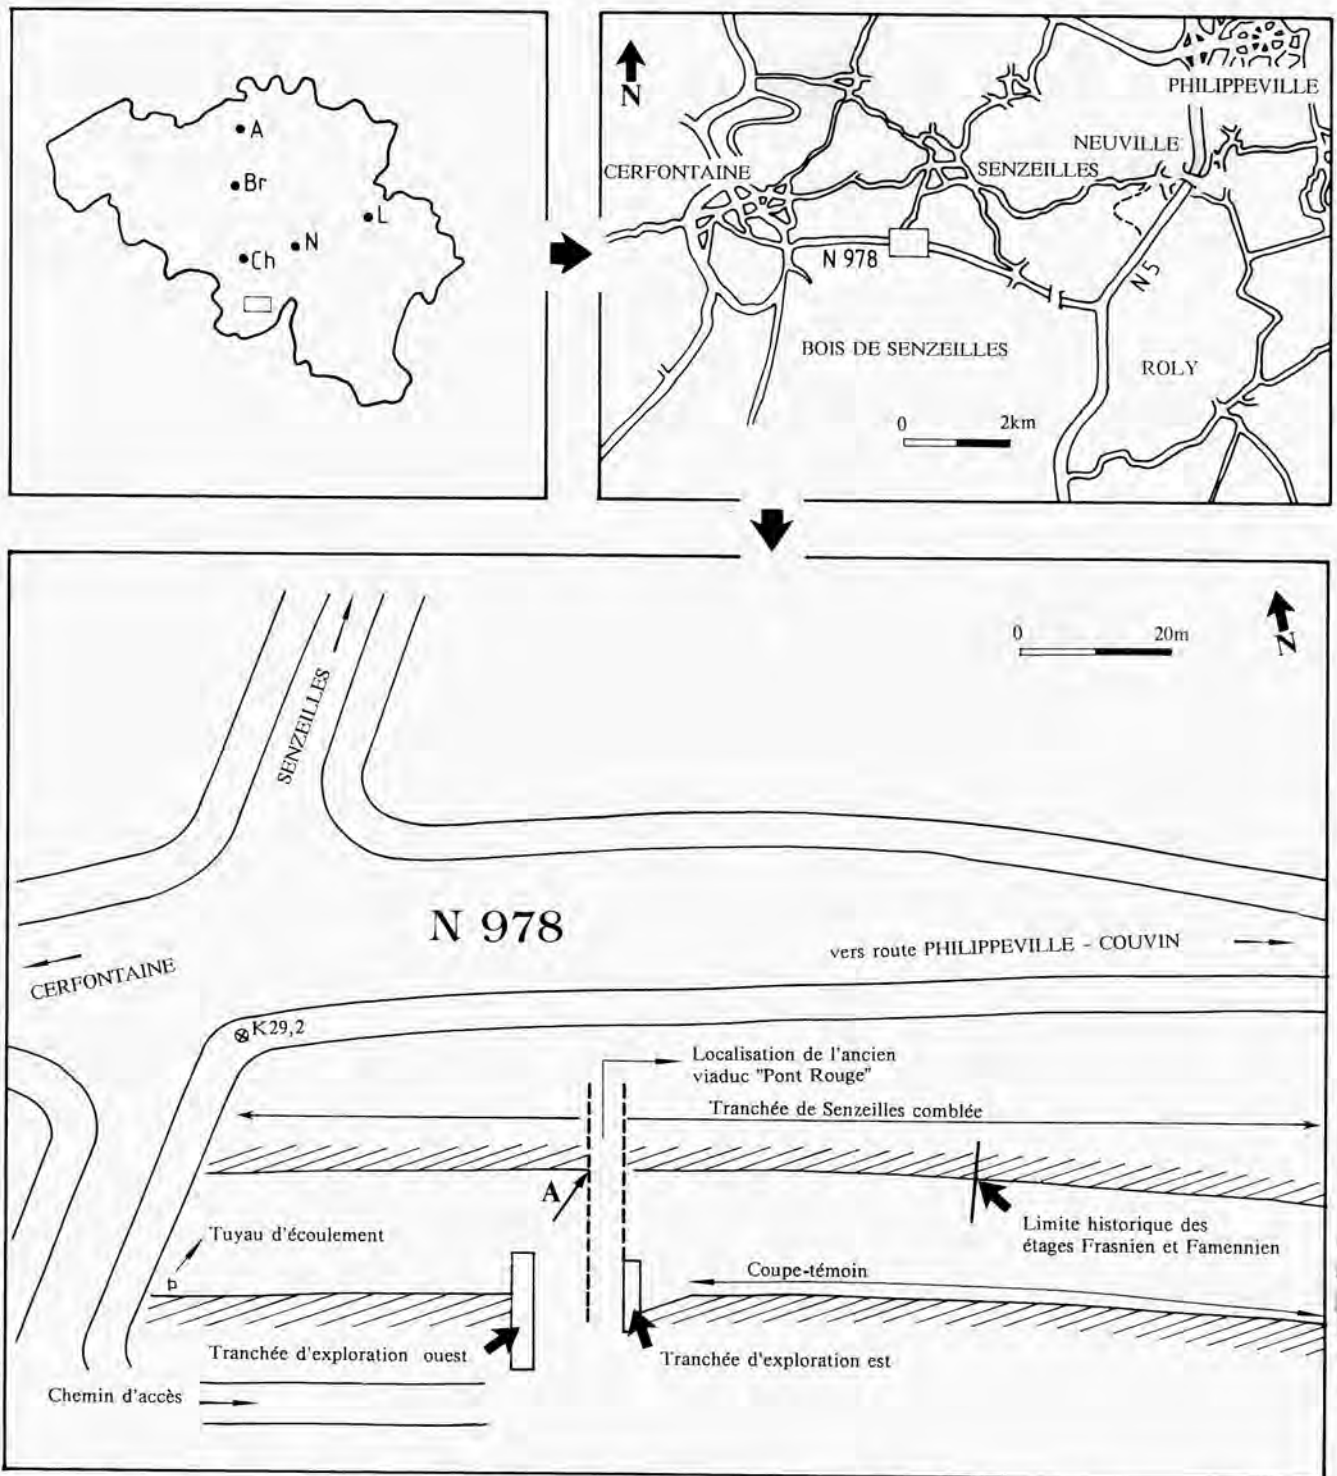 A
Br
L
N
Ch
N
PHILIPPEVILLE
NEUVILLE
CERFONTAINE
SENZEILLES
N 978
N 5
BOIS DE SENZEILLES
ROLY
0 2km
0 20m
N
SENZEILLES
N 978
vers route PHILIPPEVILLE - COUVIN
CERFONTAINE
K29,2
Localisation de l'ancien
viaduc "Pont Rouge"
Tranchée de Senzeilles comblée
A
Limite historique des
étages Frasnien et Famennien
Tuyau d'écoulement
Coupe-témoin
Tranchée d'exploration ouest
Tranchée d'exploration est
Chemin d'accès